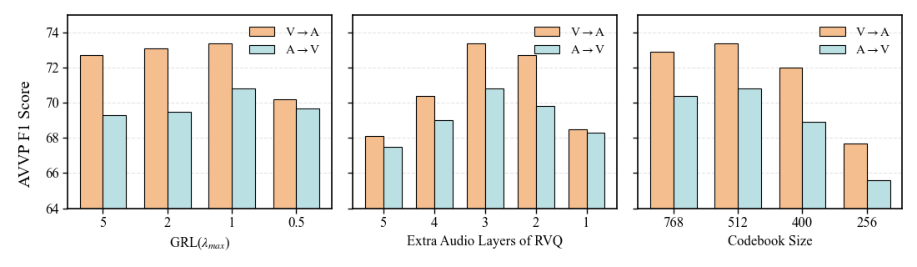 AVVP F1 Score
74
72
70
68
66
64
V → A
A → V
5 2 1 0.5
GRL(λmax)
V → A
A → V
5 4 3 2 1
Extra Audio Layers of RVQ
V → A
A → V
768 512 400 256
Codebook Size